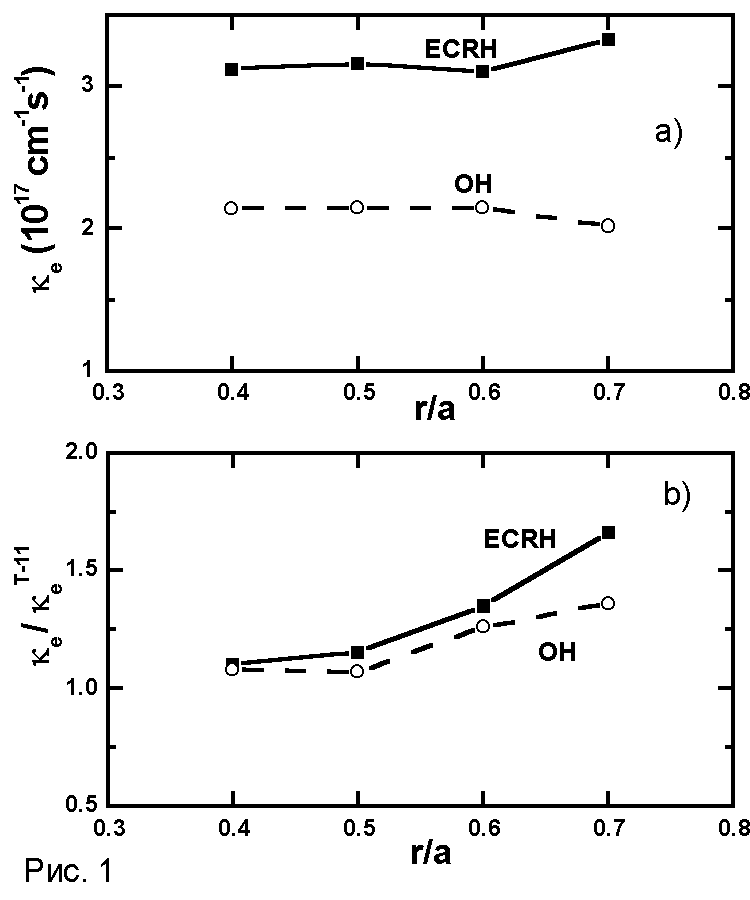 κe (10^17 cm^-1s^-1)
3
2
1
ECRH
a)
OH
0.3 0.4 0.5 0.6 0.7 0.8
r/a
κe / κe^T-11
2.0
1.5
1.0
0.5
b)
ECRH
OH
0.3 0.4 0.5 0.6 0.7 0.8
r/a
Рис. 1